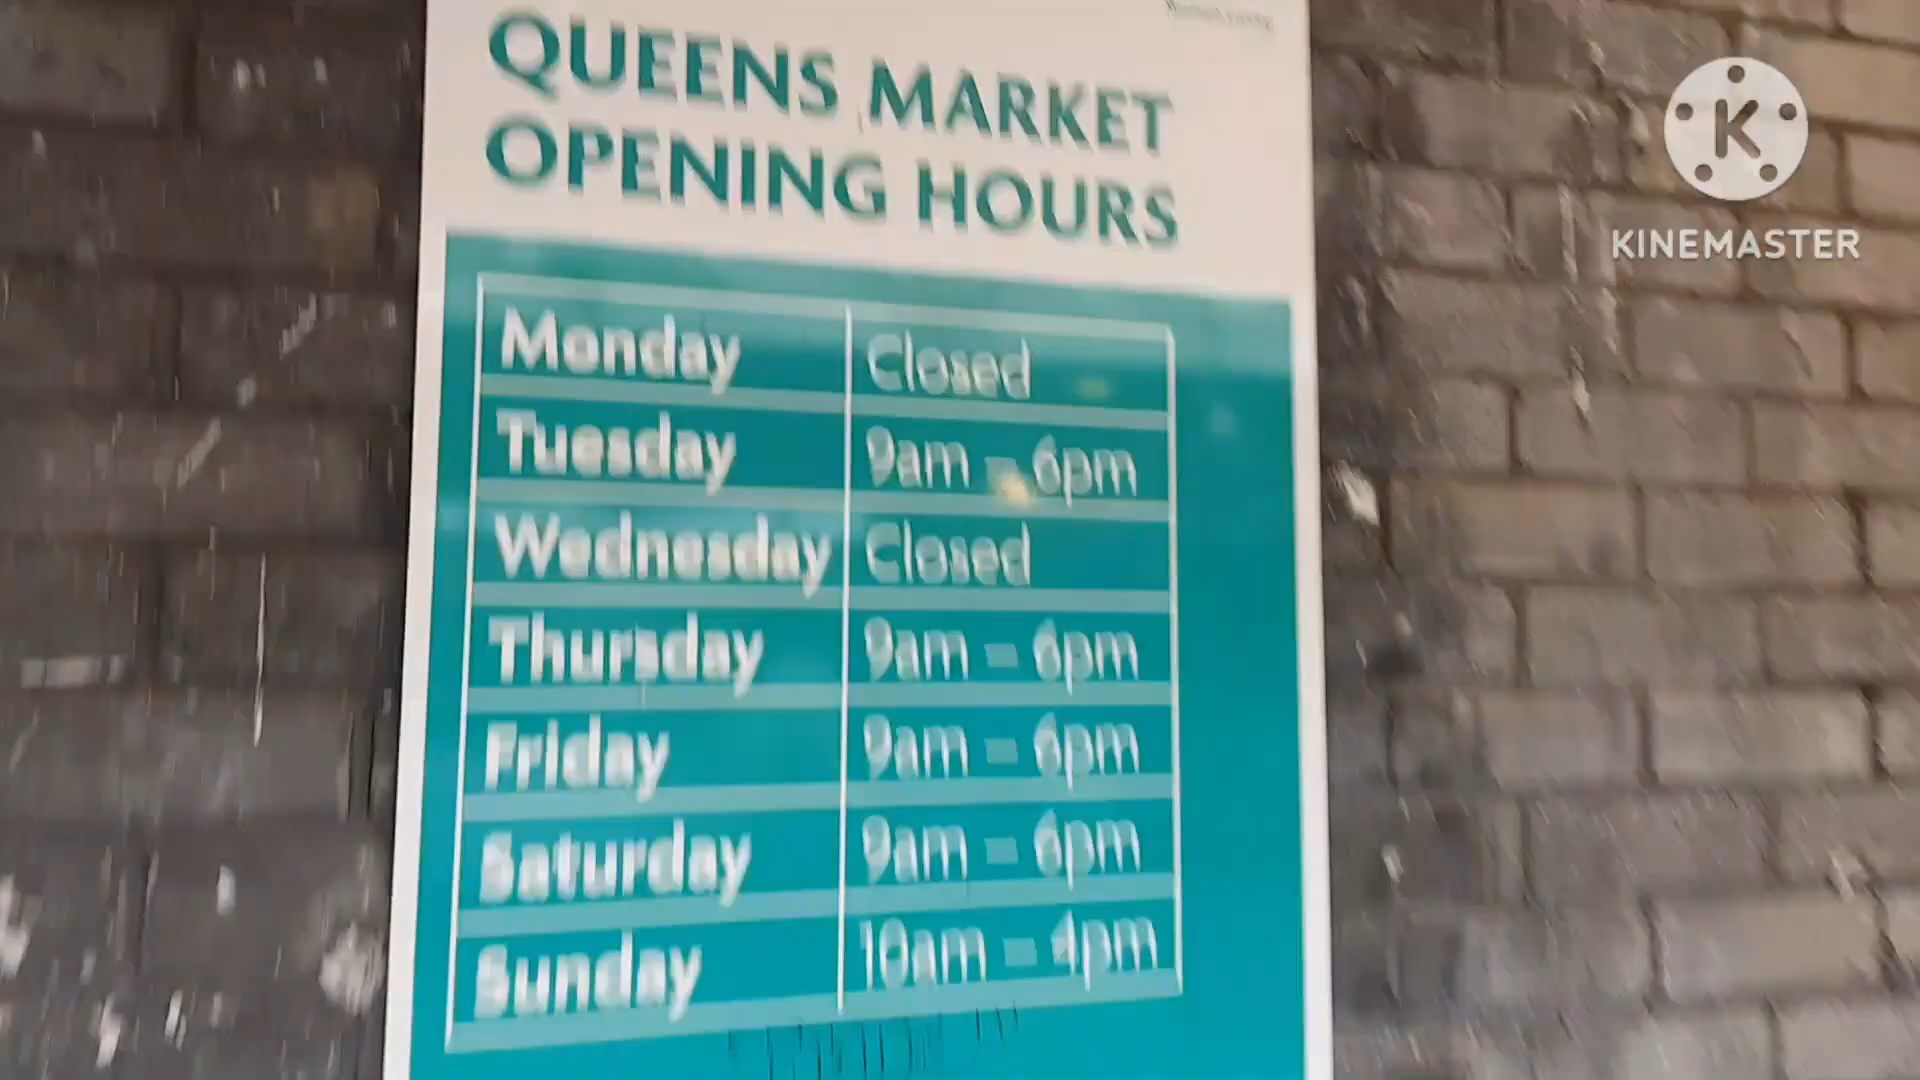 QUEENS MARKET
OPENING HOURS
Monday Closed
Tuesday 9am - 6pm
Wednesday Closed
Thursday 9am - 6pm
Friday 9am - 6pm
Saturday 9am - 6pm
Sunday 10am - 4pm
K
KINEMASTER